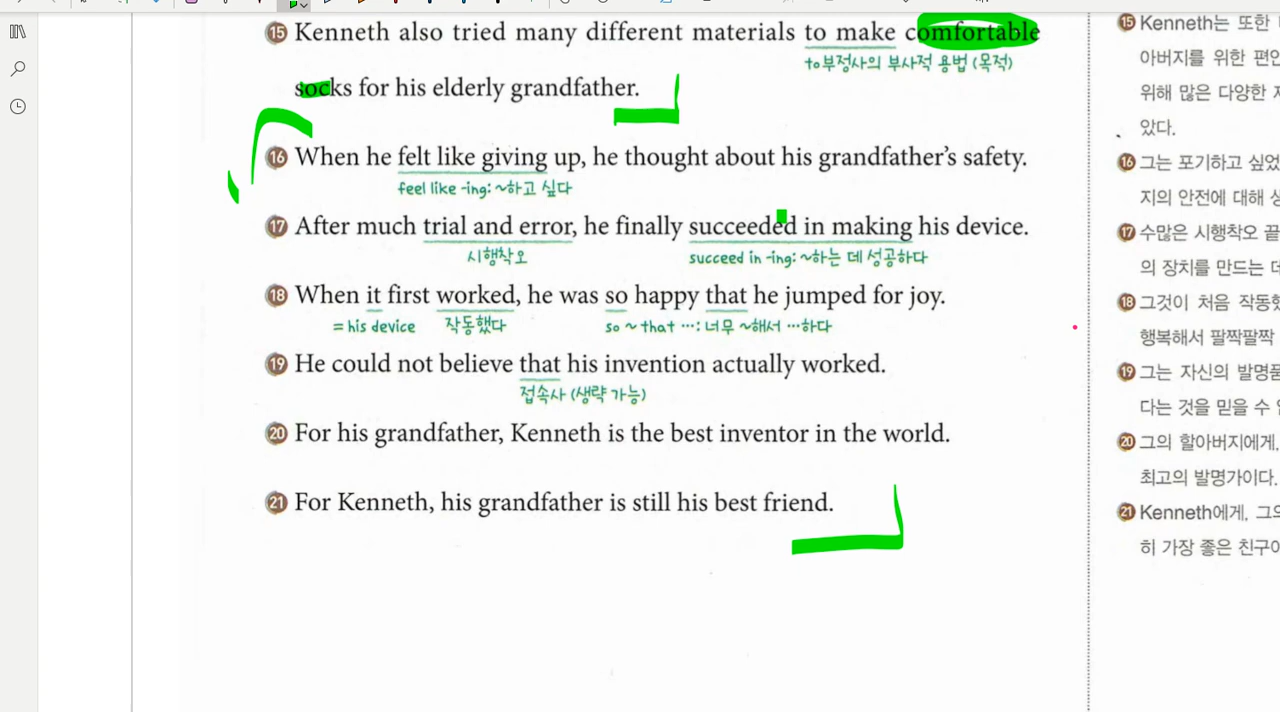 ⑮ Kenneth also tried many different materials to make comfortable
to부정사의 부사적 용법 (목적)
socks for his elderly grandfather.
⑯ When he felt like giving up, he thought about his grandfather's safety.
feel like -ing: ~하고 싶다
⑰ After much trial and error, he finally succeeded in making his device.
시행착오
succeed in -ing: ~하는 데 성공하다
⑱ When it first worked, he was so happy that he jumped for joy.
= his device
작동했다
so ~ that …: 너무 ~해서 …하다
⑲ He could not believe that his invention actually worked.
접속사 (생략 가능)
⑳ For his grandfather, Kenneth is the best inventor in the world.
㉑ For Kenneth, his grandfather is still his best friend.
⑮ Kenneth는 또한
아버지를 위한 편안
위해 많은 다양한
았다.
⑯ 그는 포기하고 싶었
지의 안전에 대해
⑰ 수많은 시행착오 끝
의 장치를 만드는 데
⑱ 그것이 처음 작동했
행복해서 팔짝팔짝
⑲ 그는 자신의 발명품
다는 것을 믿을 수
⑳ 그의 할아버지에게,
최고의 발명가이다.
㉑ Kenneth에게, 그의
히 가장 좋은 친구이